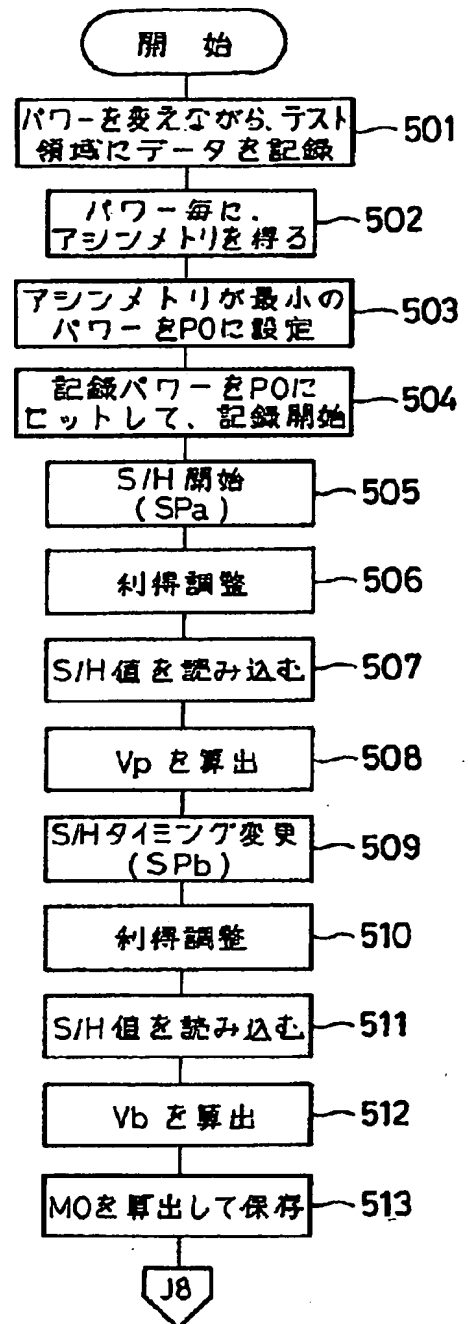 開 始
パワーを変えながら、テスト
領域にデータを記録
501
パワー毎に、
アシンメトリを得る
502
アシンメトリが最小の
パワーをP0に設定
503
記録パワーをP0に
セットして、記録開始
504
S/H 開始
(SPa)
505
利得調整
506
S/H値を読み込む
507
Vp を算出
508
S/Hタイミング変更
(SPb)
509
利得調整
510
S/H値を読み込む
511
Vb を算出
512
M0を算出して保存
513
J8